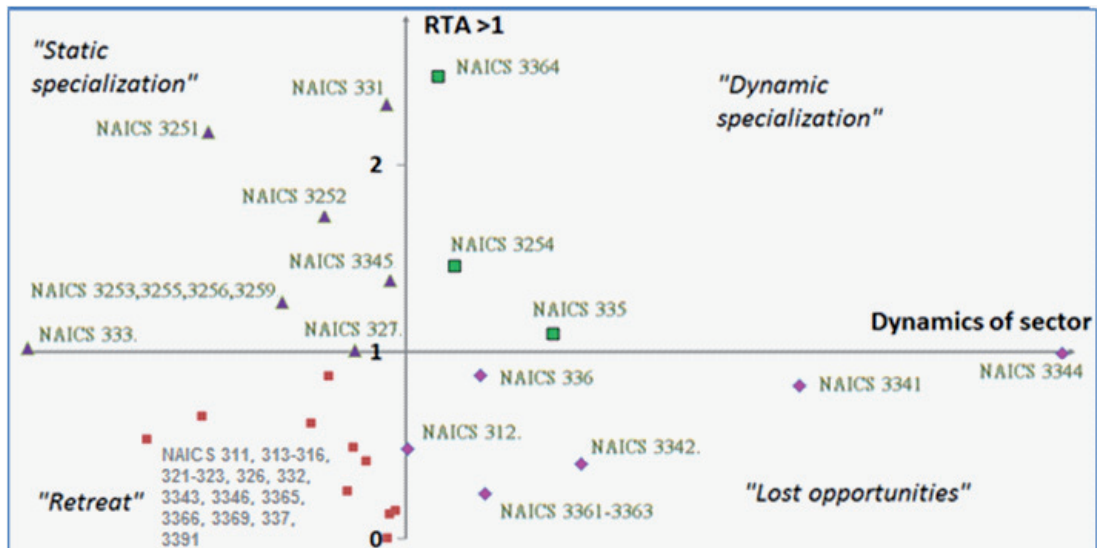 RTA >1
"Static
specialization"
NAICS 3364
NAICS 331
"Dynamic
specialization"
NAICS 3251
2
NAICS 3252
NAICS 3254
NAICS 3345
NAICS 3253,3255,3256,3259
NAICS 335
Dynamics of sector
NAICS 333.
NAICS 327.
1
NAICS 336
NAICS 3341
NAICS 3344
NAICS 312.
NAICS 3342.
NAICS 311, 313-316,
321-323, 326, 332,
3343, 3346, 3365,
3366, 3369, 337,
3391
"Retreat"
"Lost opportunities"
NAICS 3361-3363
0